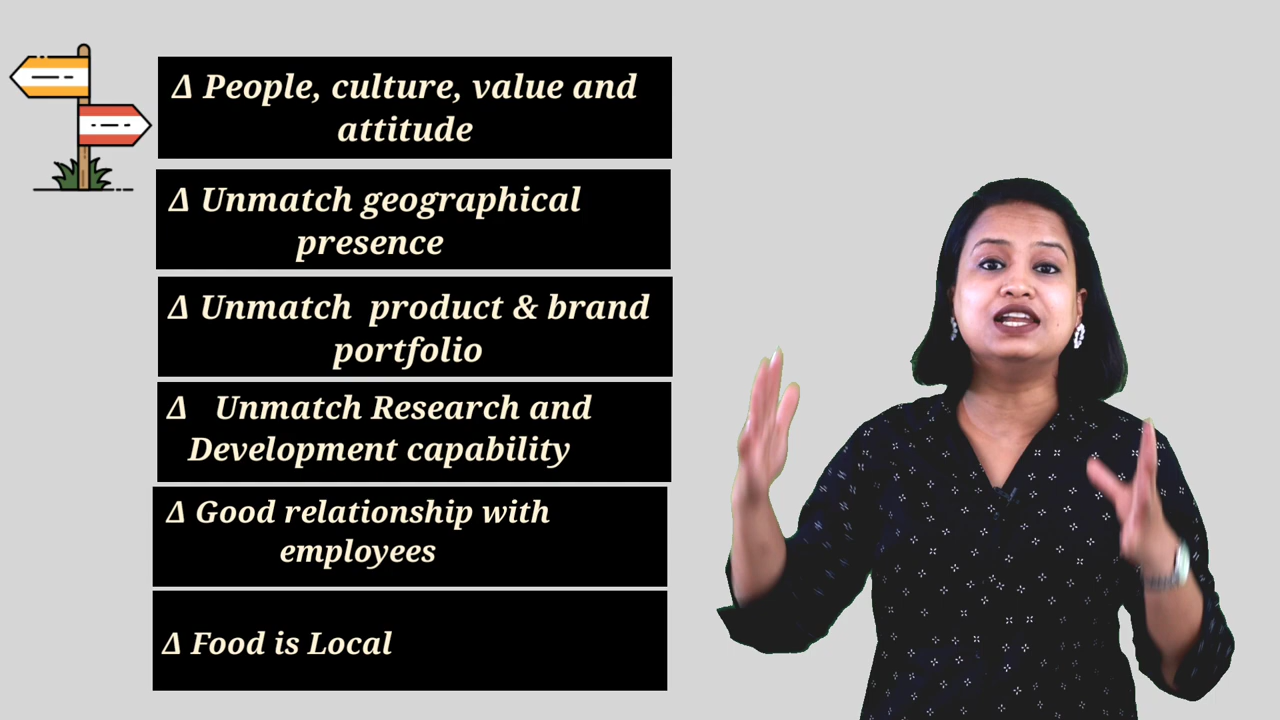 Δ People, culture, value and
attitude
Δ Unmatch geographical
presence
Δ Unmatch product & brand
portfolio
Δ Unmatch Research and
Development capability
Δ Good relationship with
employees
Δ Food is Local